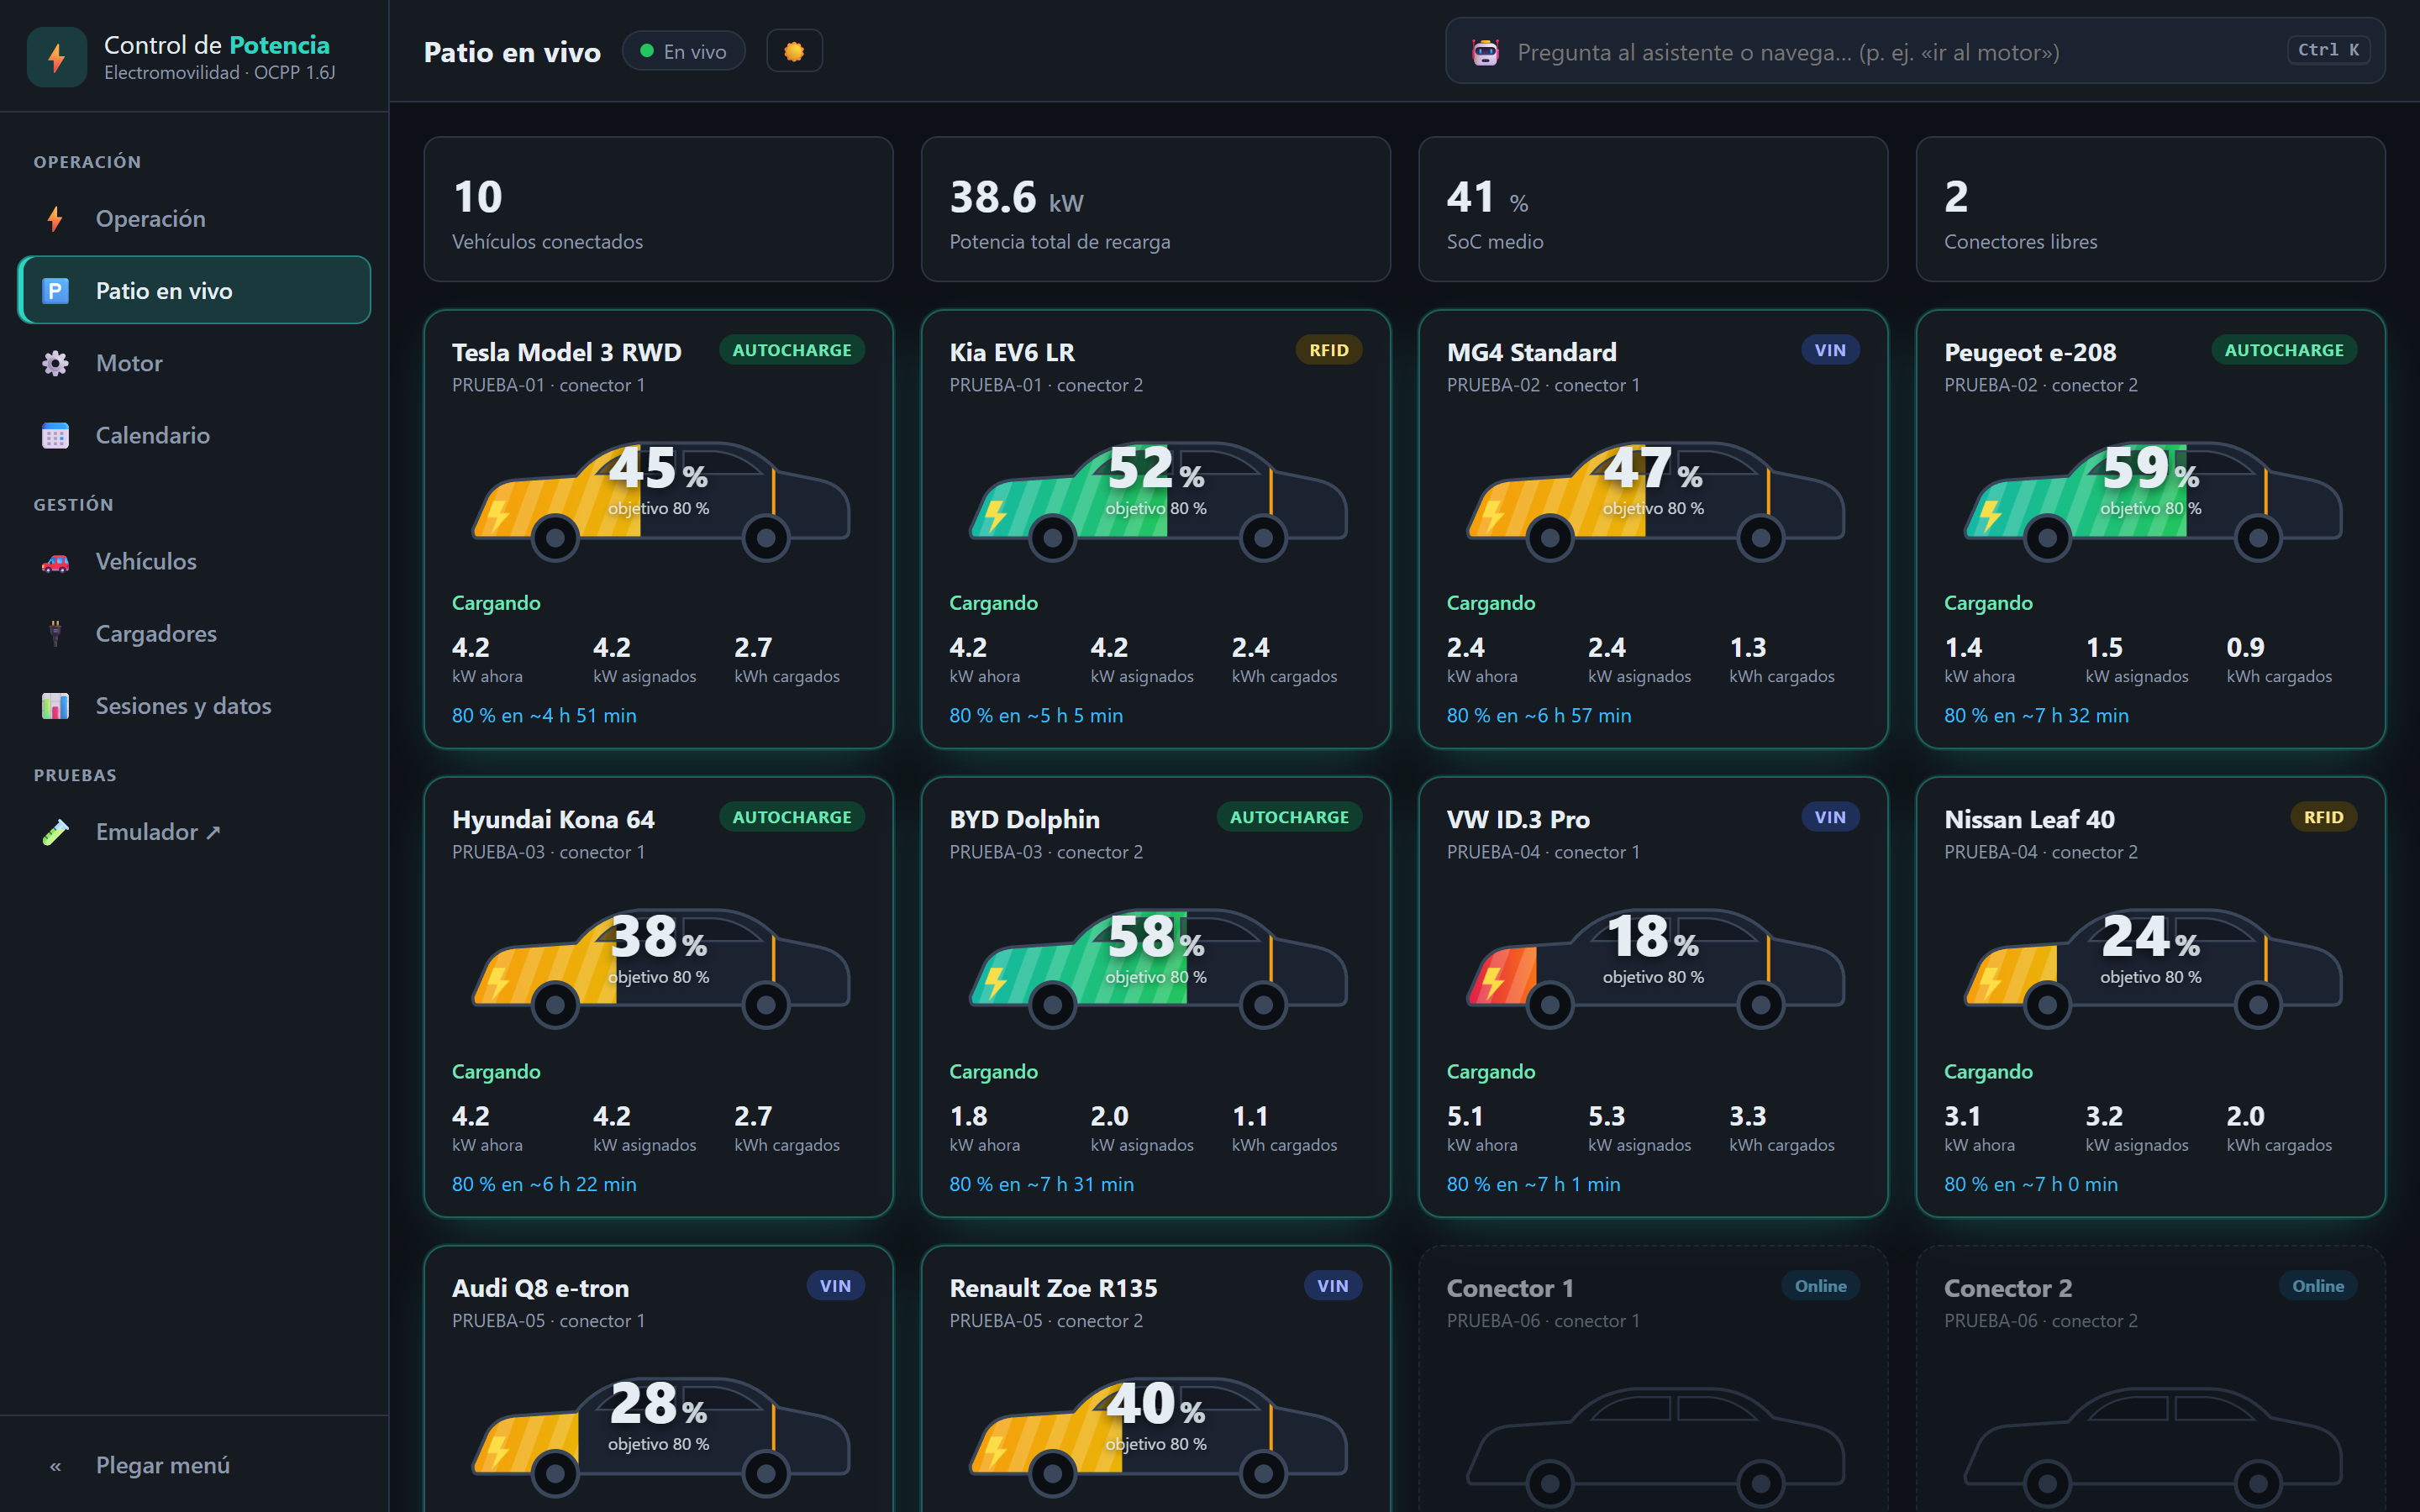 Control de Potencia
Electromovilidad · OCPP 1.6J
OPERACIÓN
Operación
P Patio en vivo
Motor
Calendario
GESTIÓN
Vehículos
Cargadores
Sesiones y datos
PRUEBAS
Emulador ↗
« Plegar menú
Patio en vivo
En vivo
Pregunta al asistente o navega... (p. ej. «ir al motor»)
Ctrl K
10
Vehículos conectados
38.6 kW
Potencia total de recarga
41 %
SoC medio
2
Conectores libres
Tesla Model 3 RWD
AUTOCHARGE
PRUEBA-01 · conector 1
45%
objetivo 80 %
Cargando
4.2 4.2 2.7
kW ahora kW asignados kWh cargados
80 % en ~4 h 51 min
Kia EV6 LR
RFID
PRUEBA-01 · conector 2
52%
objetivo 80 %
Cargando
4.2 4.2 2.4
kW ahora kW asignados kWh cargados
80 % en ~5 h 5 min
MG4 Standard
VIN
PRUEBA-02 · conector 1
47%
objetivo 80 %
Cargando
2.4 2.4 1.3
kW ahora kW asignados kWh cargados
80 % en ~6 h 57 min
Peugeot e-208
AUTOCHARGE
PRUEBA-02 · conector 2
59%
objetivo 80 %
Cargando
1.4 1.5 0.9
kW ahora kW asignados kWh cargados
80 % en ~7 h 32 min
Hyundai Kona 64
AUTOCHARGE
PRUEBA-03 · conector 1
38%
objetivo 80 %
Cargando
4.2 4.2 2.7
kW ahora kW asignados kWh cargados
80 % en ~6 h 22 min
BYD Dolphin
AUTOCHARGE
PRUEBA-03 · conector 2
58%
objetivo 80 %
Cargando
1.8 2.0 1.1
kW ahora kW asignados kWh cargados
80 % en ~7 h 31 min
VW ID.3 Pro
VIN
PRUEBA-04 · conector 1
18%
objetivo 80 %
Cargando
5.1 5.3 3.3
kW ahora kW asignados kWh cargados
80 % en ~7 h 1 min
Nissan Leaf 40
RFID
PRUEBA-04 · conector 2
24%
objetivo 80 %
Cargando
3.1 3.2 2.0
kW ahora kW asignados kWh cargados
80 % en ~7 h 0 min
Audi Q8 e-tron
VIN
PRUEBA-05 · conector 1
28%
objetivo 80 %
Renault Zoe R135
VIN
PRUEBA-05 · conector 2
40%
objetivo 80 %
Conector 1
Online
PRUEBA-06 · conector 1
Conector 2
Online
PRUEBA-06 · conector 2